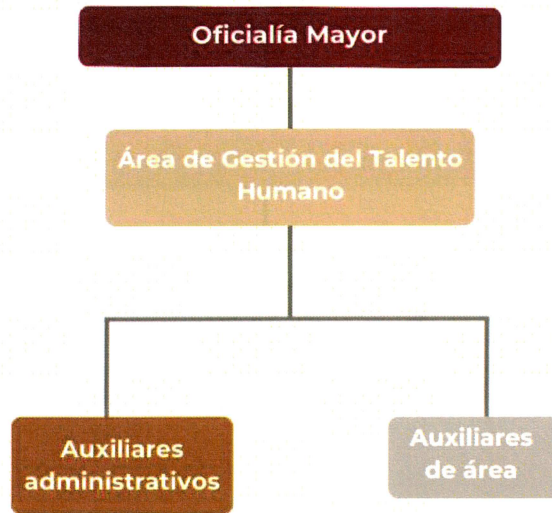 Oficialía Mayor
Área de Gestión del Talento
Humano
Auxiliares
administrativos
Auxiliares
de área